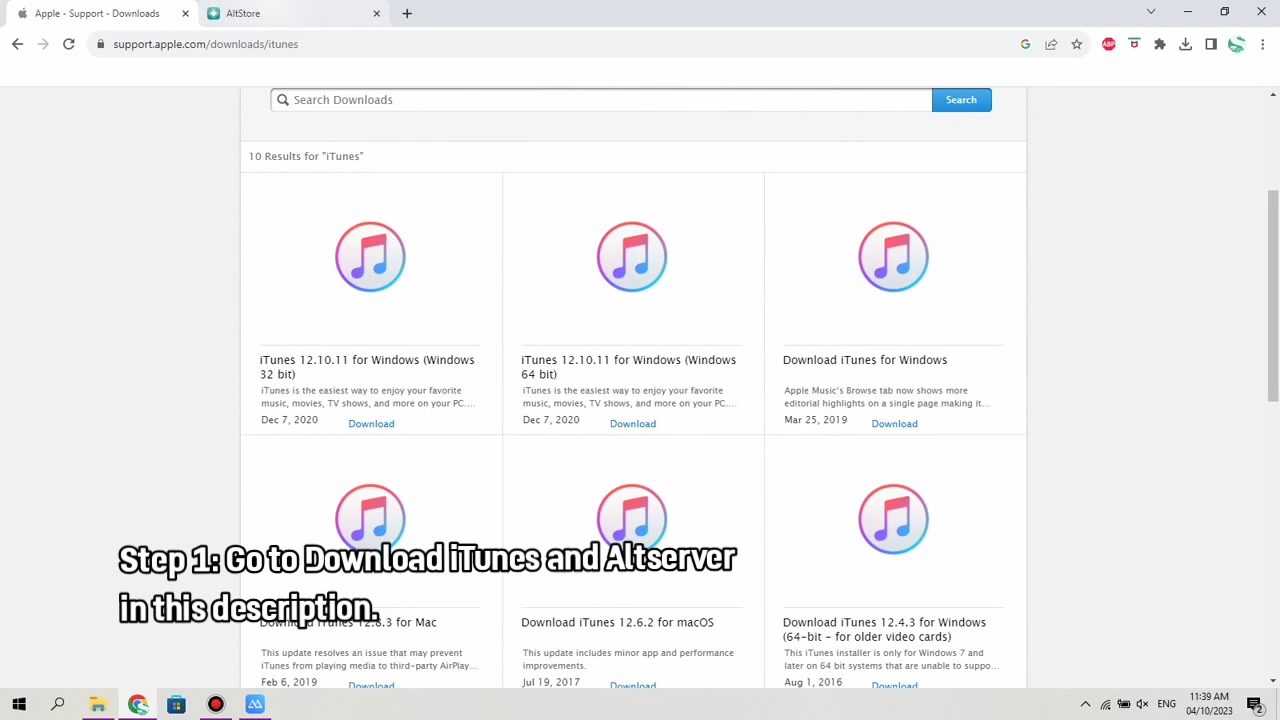 Apple - Support - Downloads
AltStore
support.apple.com/downloads/itunes
ABP
Search Downloads
Search
10 Results for "iTunes"
iTunes 12.10.11 for Windows (Windows
32 bit)
iTunes is the easiest way to enjoy your favorite
music, movies, TV shows, and more on your PC....
Dec 7, 2020 Download
iTunes 12.10.11 for Windows (Windows
64 bit)
iTunes is the easiest way to enjoy your favorite
music, movies, TV shows, and more on your PC....
Dec 7, 2020 Download
Download iTunes for Windows
Apple Music's Browse tab now shows more
editorial highlights on a single page making it...
Mar 25, 2019 Download
Step 1: Go to Download iTunes and Altserver
in this description.
for Mac
This update resolves an issue that may prevent
iTunes from playing media to third-party AirPlay...
Feb 6, 2019 Download
Download iTunes 12.6.2 for macOS
This update includes minor app and performance
improvements.
Jul 19, 2017 Download
Download iTunes 12.4.3 for Windows
(64-bit - for older video cards)
This iTunes installer is only for Windows 7 and
later on 64 bit systems that are unable to suppo...
Aug 1, 2016 Download
ENG
11:39 AM
04/10/2023
2